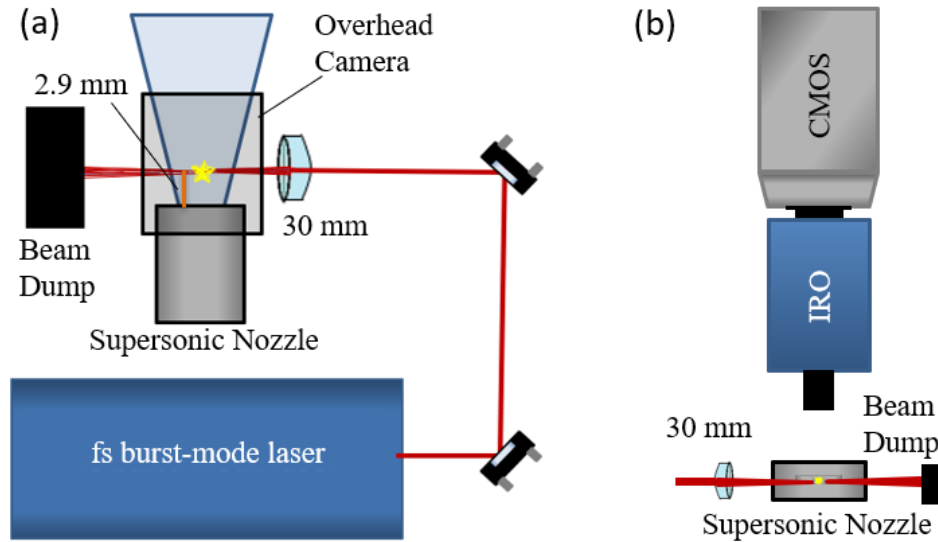 (a)
Overhead
Camera
2.9 mm
30 mm
Beam
Dump
Supersonic Nozzle
fs burst-mode laser
(b)
CMOS
IRO
30 mm
Beam
Dump
Supersonic Nozzle